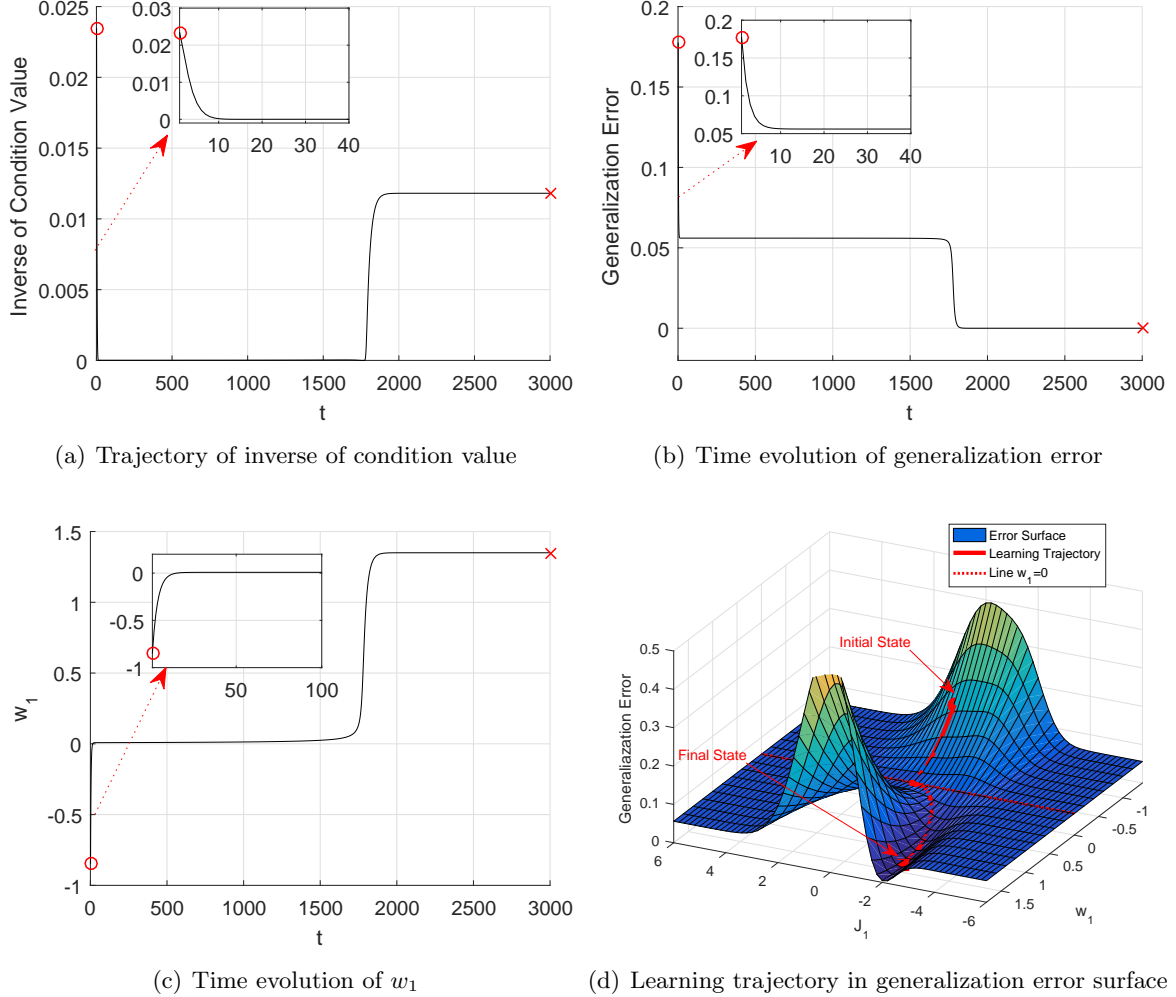 0.025
0.02
0.015
0.01
0.005
0
Inverse of Condition Value
0.03
0.02
0.01
0
10 20 30 40
0 500 1000 1500 2000 2500 3000
t
(a) Trajectory of inverse of condition value
0.2
0.15
0.1
0.05
0
Generalization Error
0.2
0.15
0.1
0.05
10 20 30 40
0 500 1000 1500 2000 2500 3000
t
(b) Time evolution of generalization error
1.5
1
0.5
0
-0.5
-1
w1
0
-0.5
-1
50 100
0 500 1000 1500 2000 2500 3000
t
(c) Time evolution of w1
Error Surface
Learning Trajectory
Line w1=0
Initial State
Final State
0.5
0.4
0.3
0.2
0.1
0
Generaliazation Error
6 4 2 0 -2 -4 -6
J1
-1
-0.5
0
0.5
1
1.5
w1
(d) Learning trajectory in generalization error surface